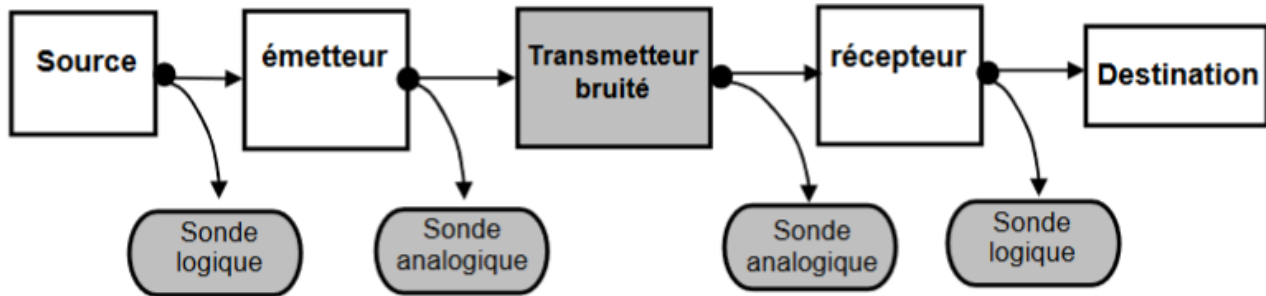 Source
émetteur
Transmetteur
bruité
récepteur
Destination
Sonde
logique
Sonde
analogique
Sonde
analogique
Sonde
logique